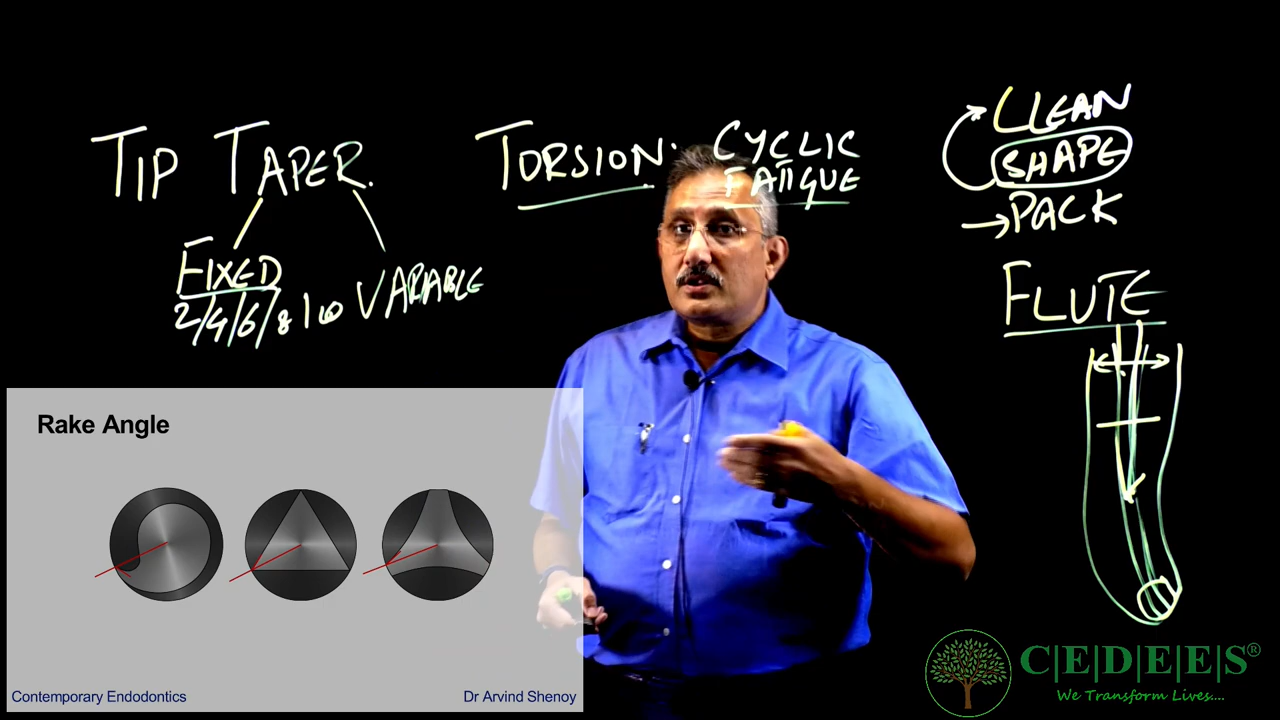 TIP TAPER.
FIXED
2/4/6/8/10
VARIABLE
TORSION:
CYCLIC
FATIGUE
CLEAN
SHAPE
→PACK
FLUTE
Rake Angle
Contemporary Endodontics
Dr Arvind Shenoy
C|E|D|E|E|S®
We Transform Lives....